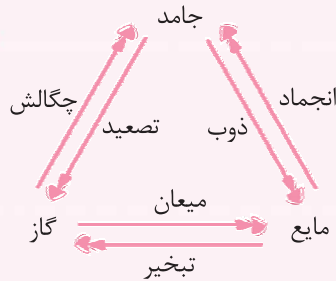 جامد
چگالش
تصعید
ذوب
انجماد
گاز
میعان
مایع
تبخیر